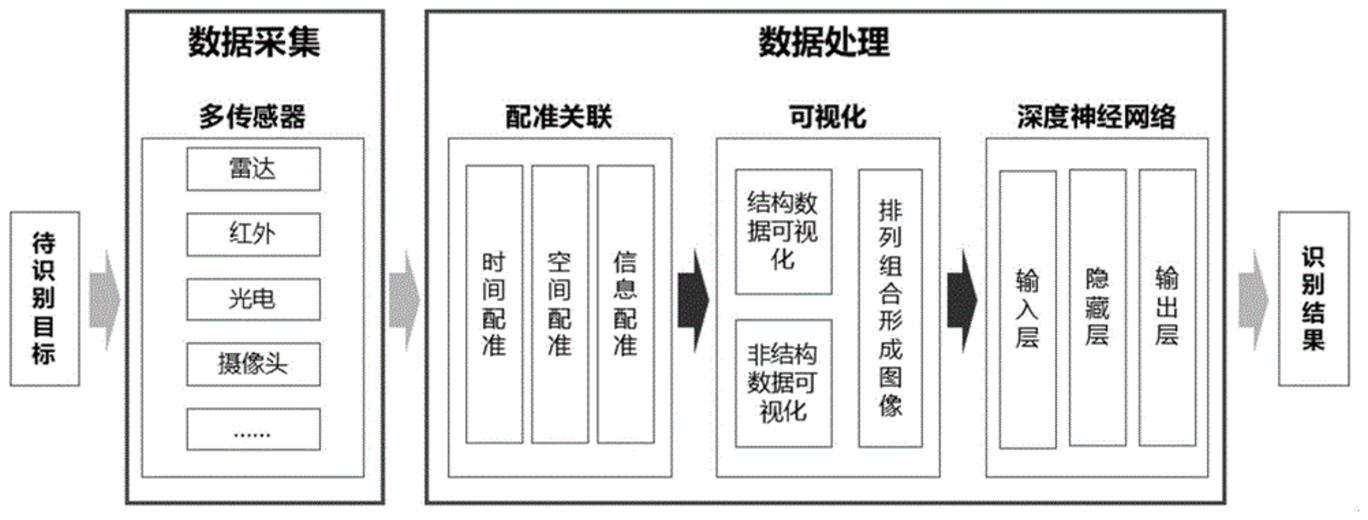 数据采集
数据处理
多传感器
配准关联
可视化
深度神经网络
待识别目标
雷达
红外
光电
摄像头
......
时间配准
空间配准
信息配准
结构数
据可视
化
非结构
数据可
视化
排列组合形成图像
输入层
隐藏层
输出层
识别结果